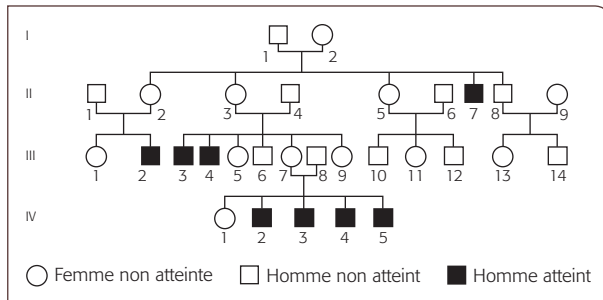 I
1 2
II
1 2 3 4 5 6 7 8 9
III
1 2 3 4 5 6 7 8 9 10 11 12 13 14
IV
1 2 3 4 5
Femme non atteinte Homme non atteint Homme atteint